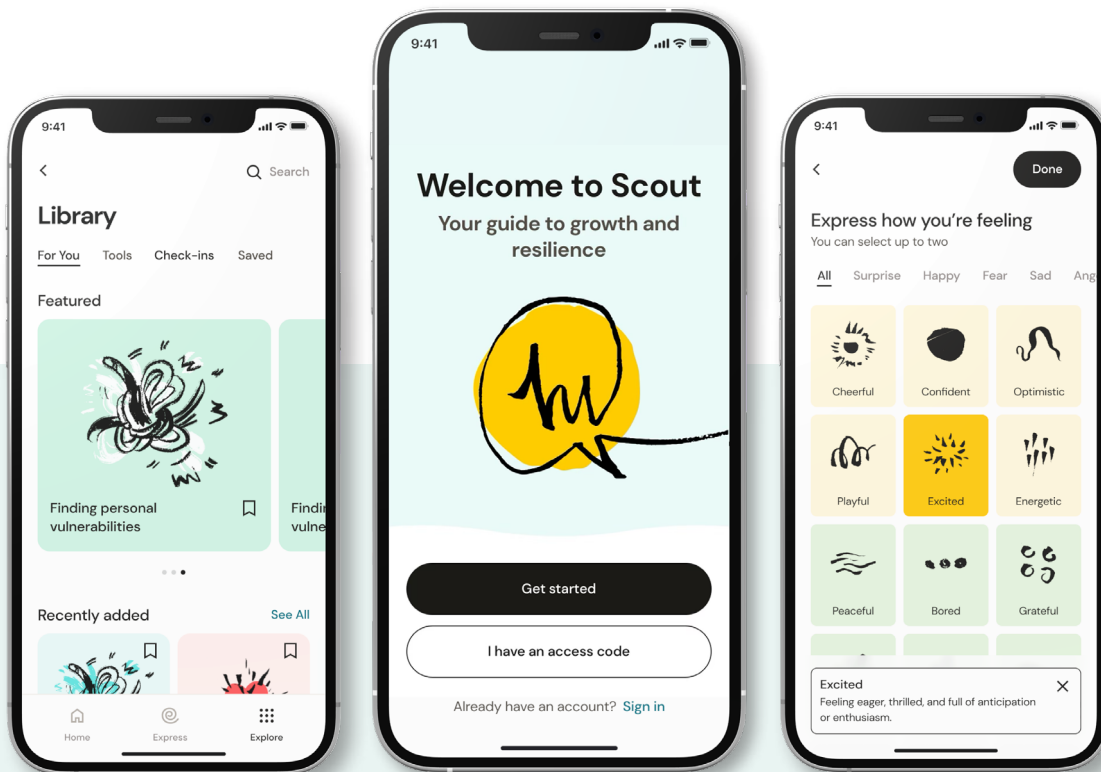 9:41
Search
Library
For You Tools Check-ins Saved
Featured
Finding personal
vulnerabilities
Recently added
See All
Home Express Explore
9:41
Welcome to Scout
Your guide to growth and
resilience
hi
Get started
I have an access code
Already have an account? Sign in
9:41
Done
Express how you're feeling
You can select up to two
All Surprise Happy Fear Sad
Cheerful Confident Optimistic
Playful Excited Energetic
Peaceful Bored Grateful
Excited
Feeling eager, thrilled, and full of anticipation
or enthusiasm.